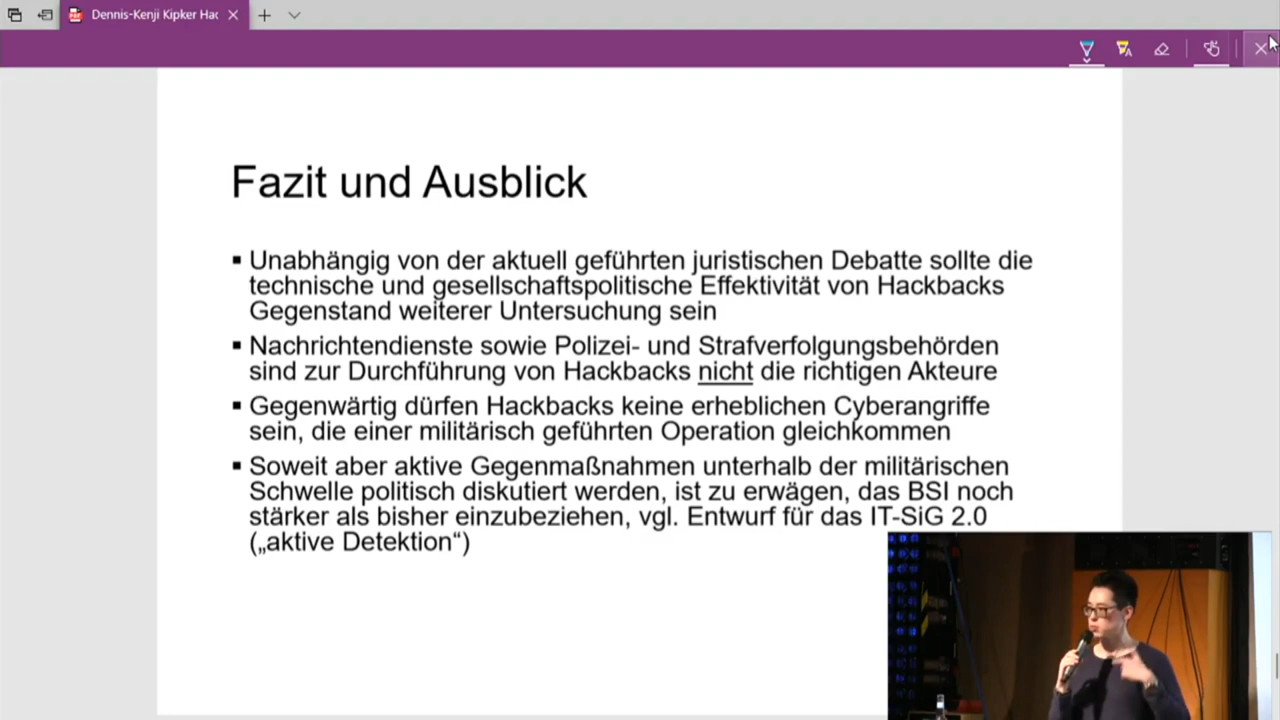 Dennis-Kenji Kipker Hac
Fazit und Ausblick
▪ Unabhängig von der aktuell geführten juristischen Debatte sollte die
technische und gesellschaftspolitische Effektivität von Hackbacks
Gegenstand weiterer Untersuchung sein
▪ Nachrichtendienste sowie Polizei- und Strafverfolgungsbehörden
sind zur Durchführung von Hackbacks nicht die richtigen Akteure
▪ Gegenwärtig dürfen Hackbacks keine erheblichen Cyberangriffe
sein, die einer militärisch geführten Operation gleichkommen
▪ Soweit aber aktive Gegenmaßnahmen unterhalb der militärischen
Schwelle politisch diskutiert werden, ist zu erwägen, das BSI noch
stärker als bisher einzubeziehen, vgl. Entwurf für das IT-SiG 2.0
(„aktive Detektion“)